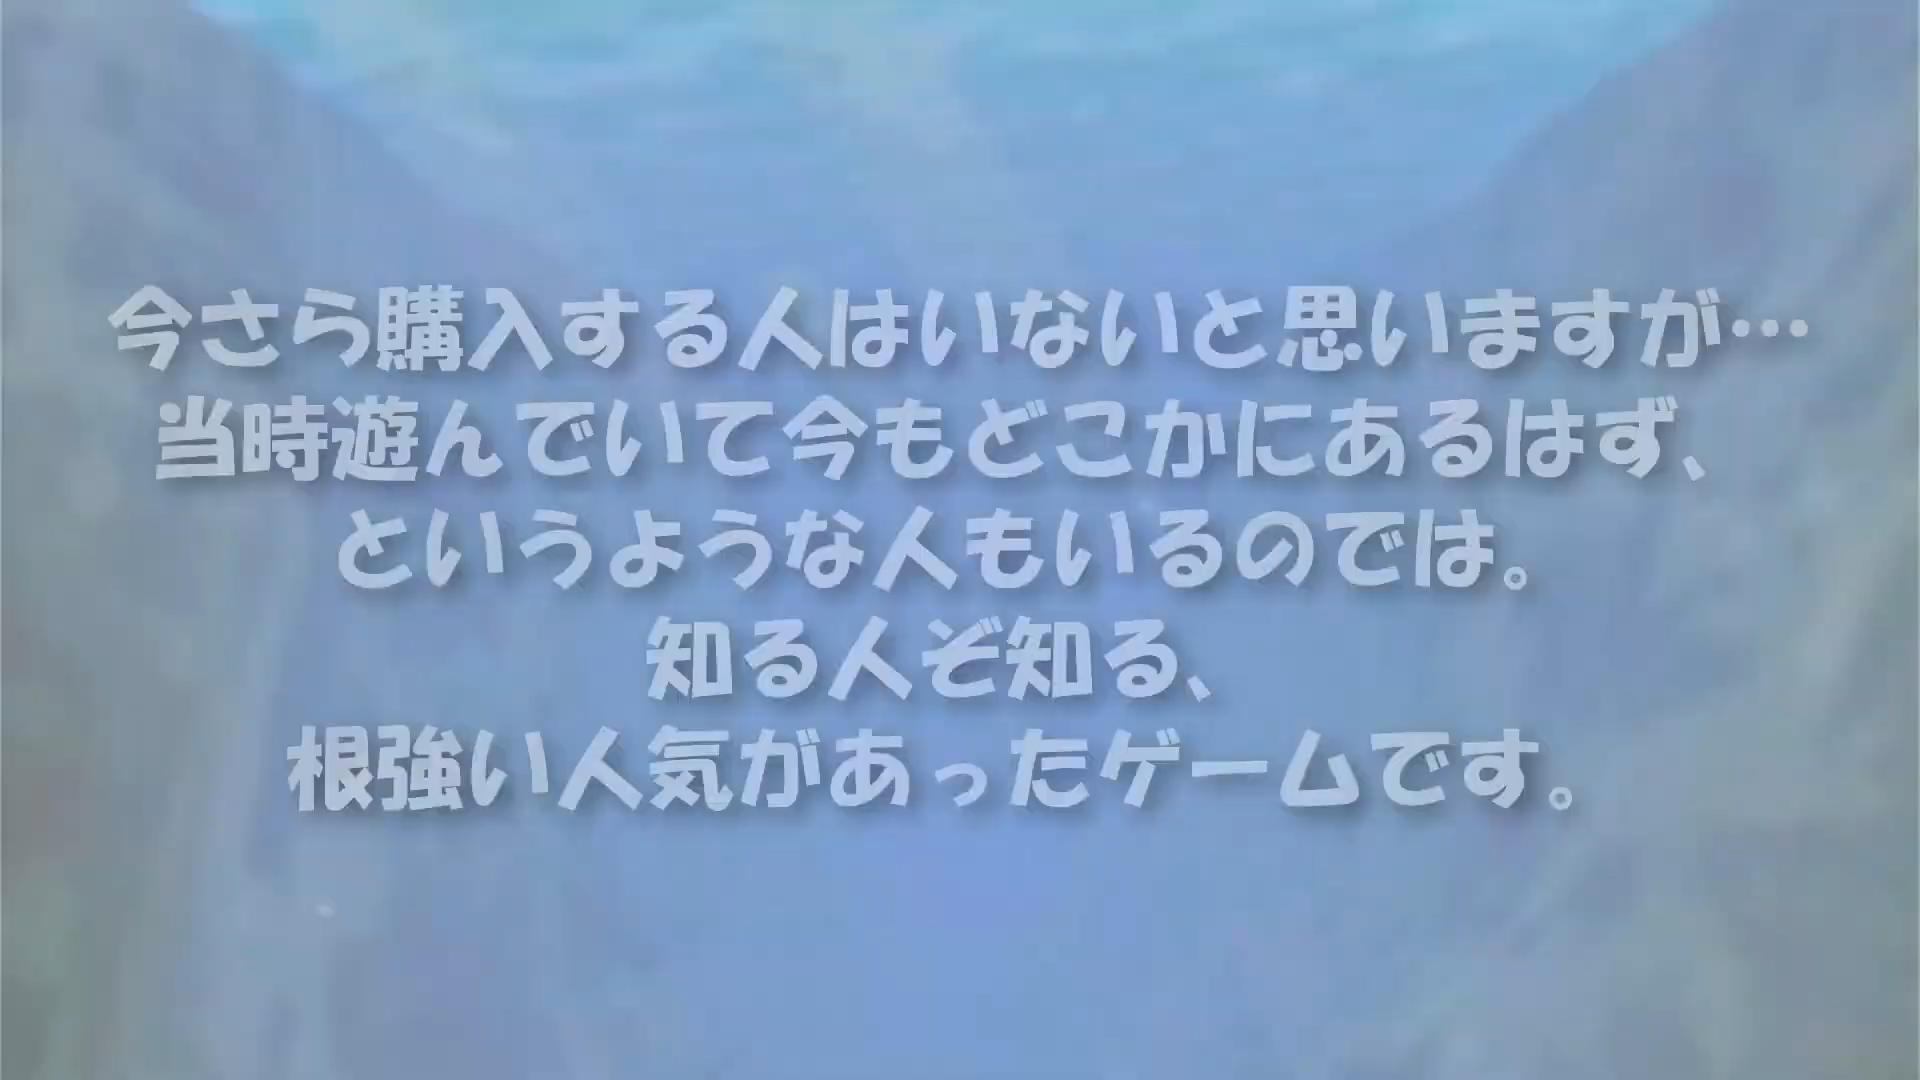 今さら購入する人はいないと思いますが…
当時遊んでいて今もどこかにあるはず、
というような人もいるのでは。
知る人ぞ知る、
根強い人気があったゲームです。